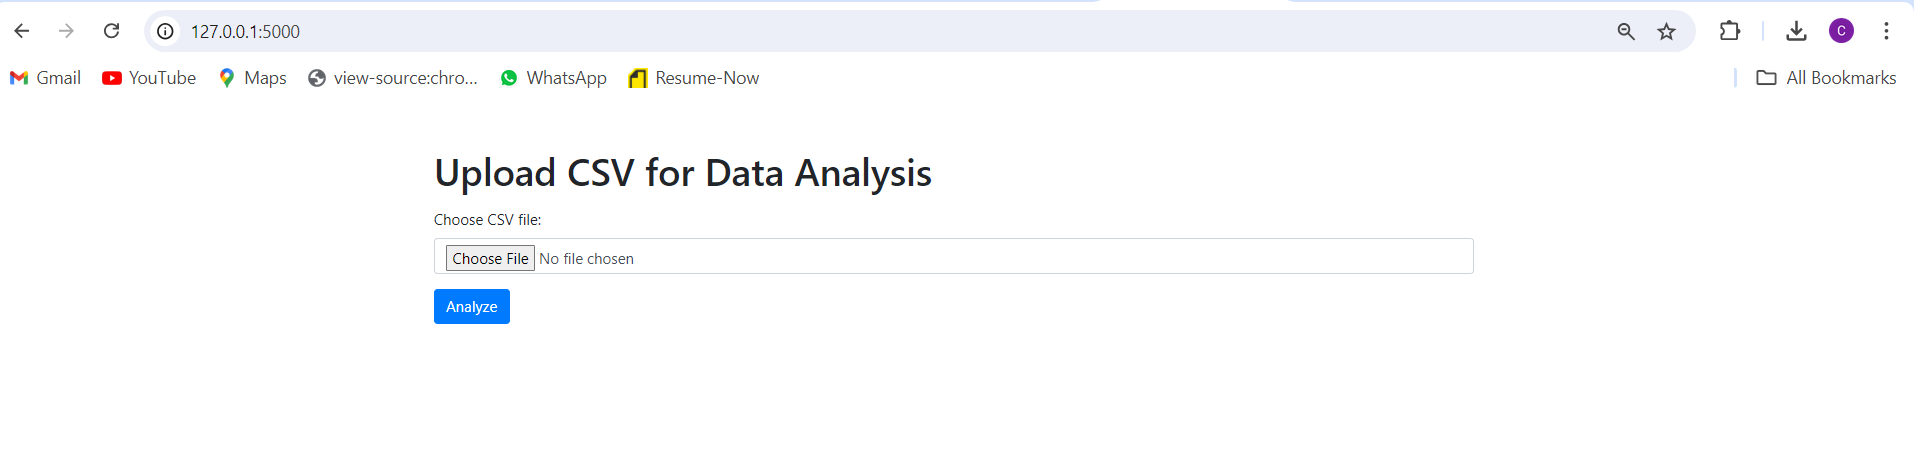 127.0.0.1:5000
C
Gmail YouTube Maps view-source:chro... WhatsApp Resume-Now All Bookmarks
Upload CSV for Data Analysis
Choose CSV file:
Choose File No file chosen
Analyze